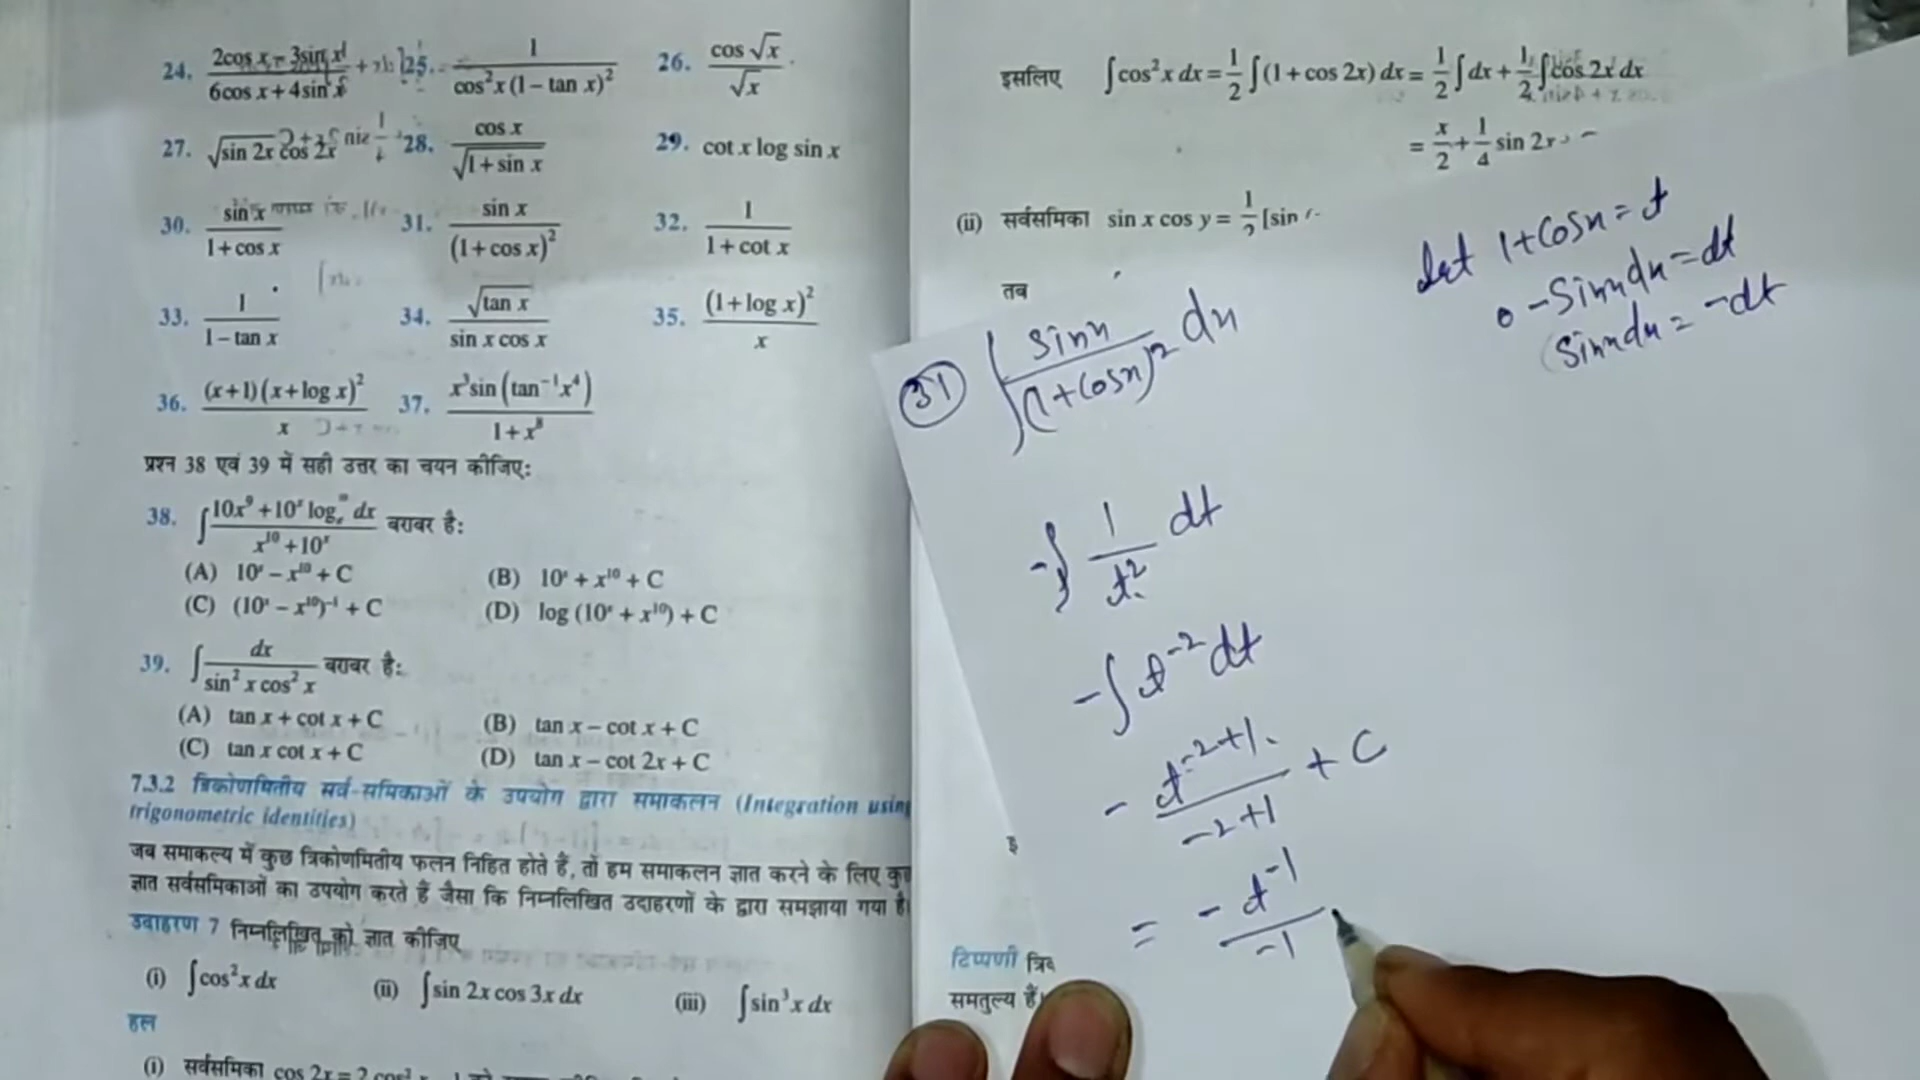 24. 2cos x – 3sin x / 6cos x + 4sin x 25. 1 / cos² x (1 – tan x)² 26. cos √x / √x
27. √sin 2x cos 2x 28. cos x / √1 + sin x 29. cot x log sin x
30. sin x / 1 + cos x 31. sin x / (1 + cos x)² 32. 1 / 1 + cot x
33. 1 / 1 – tan x 34. √tan x / sin x cos x 35. (1 + log x)² / x
36. (x + 1)(x + log x)² / x 37. x³ sin (tan⁻¹ x⁴) / 1 + x⁸
प्रश्न 38 एवं 39 में सही उत्तर का चयन कीजिए:
38. ∫ 10x⁹ + 10ˣ logₑ¹⁰ dx / x¹⁰ + 10ˣ बराबर है:
(A) 10ˣ – x¹⁰ + C (B) 10ˣ + x¹⁰ + C
(C) (10ˣ – x¹⁰)⁻¹ + C (D) log (10ˣ + x¹⁰) + C
39. ∫ dx / sin² x cos² x बराबर है:
(A) tan x + cot x + C (B) tan x – cot x + C
(C) tan x cot x + C (D) tan x – cot 2x + C
7.3.2 त्रिकोणमितीय सर्व-समिकाओं के उपयोग द्वारा समाकलन (Integration using
trigonometric identities)
जब समाकल्य में कुछ त्रिकोणमितीय फलन निहित होते हैं, तो हम समाकलन ज्ञात करने के लिए
ज्ञात सर्वसमिकाओं का उपयोग करते हैं जैसा कि निम्नलिखित उदाहरणों के द्वारा समझाया गया है।
उदाहरण 7 निम्नलिखित को ज्ञात कीजिए
(i) ∫cos² x dx (ii) ∫sin 2x cos 3x dx (iii) ∫sin³ x dx
हल
(i) सर्वसमिका cos 2x = 2 cos² x
इसलिए ∫cos² x dx = 1/2 ∫(1 + cos 2x) dx = 1/2 ∫dx + 1/2 ∫cos 2x dx
= x/2 + 1/4 sin 2x
(ii) सर्वसमिका sin x cos y = 1/2 [sin
तब
टिप्पणी
समतुल्य हैं।
31 ∫ sinx / (1+cosx)² dx
Let 1+cosx = t
-sinx dx = dt
sinx dx = -dt
-∫ 1/t² dt
-∫ t⁻² dt
- t⁻²⁺¹ / -2+1 + C
= - t⁻¹ / -1